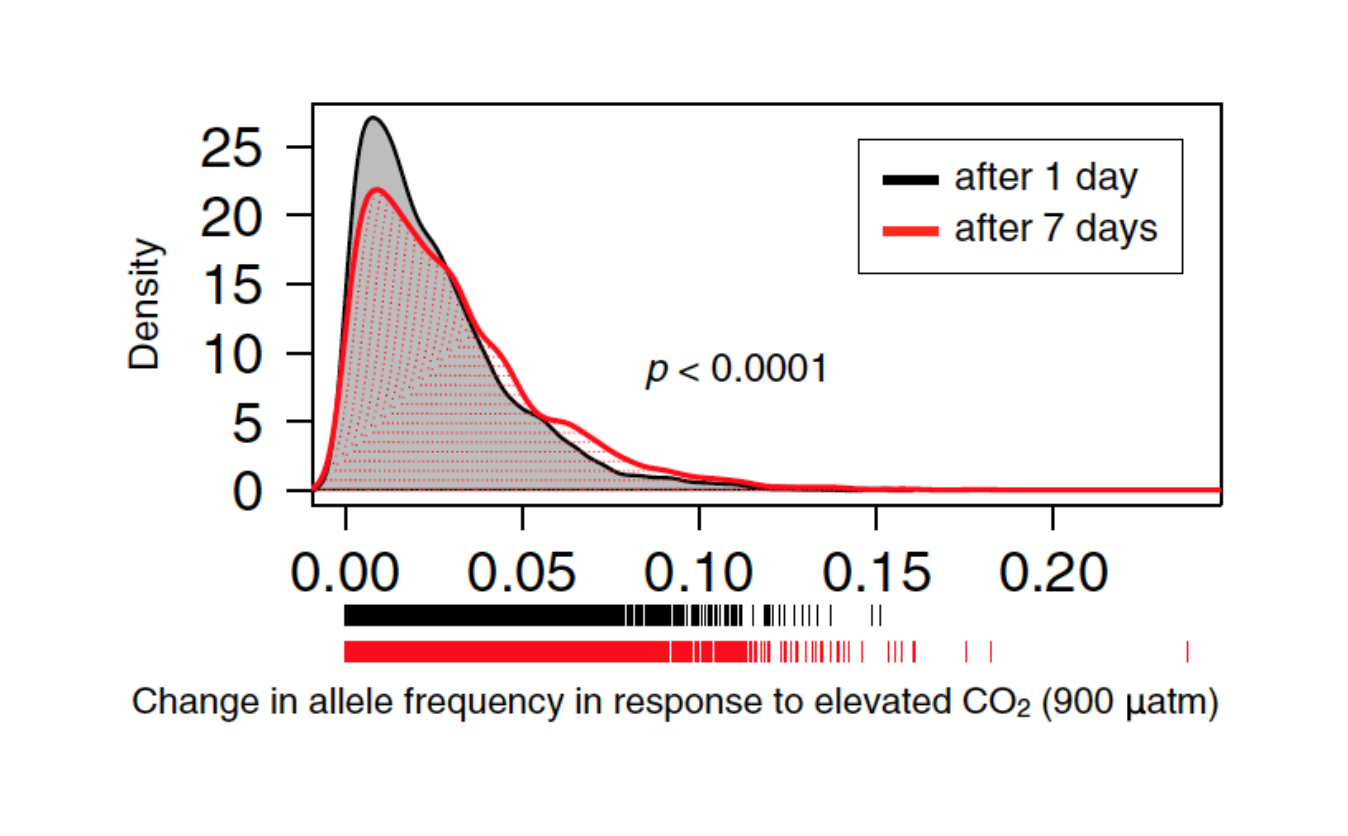 25
20
15
10
5
0
Density
after 1 day
after 7 days
p < 0.0001
0.00 0.05 0.10 0.15 0.20
Change in allele frequency in response to elevated CO₂ (900 µatm)